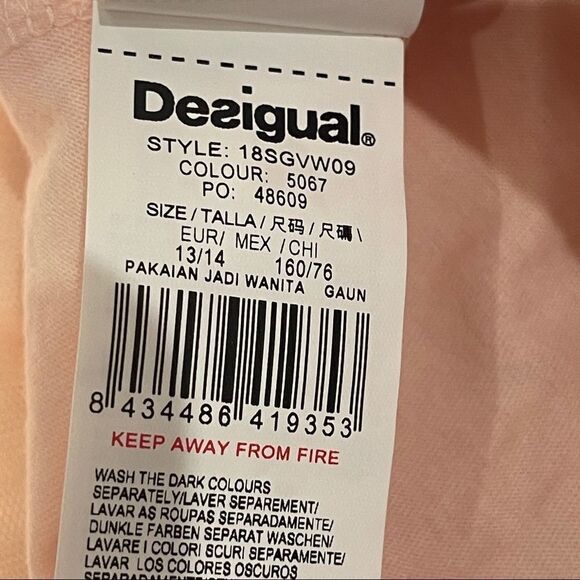 Desigual®
STYLE: 18SGVW09
COLOUR: 5067
PO: 48609
SIZE / TALLA / 尺码 / 尺碼 \
EUR/ MEX / CHI
13/14 160/76
PAKAIAN JADI WANITA GAUN
8 434486 419353
KEEP AWAY FROM FIRE
WASH THE DARK COLOURS
SEPARATELY/LAVER SEPAREMENT/
LAVAR AS ROUPAS SEPARADAMENTE/
DUNKLE FARBEN SEPARAT WASCHEN/
LAVARE I COLORI SCURI SEPARATAMENTE/
LAVAR LOS COLORES OSCUROS
SEPARADAMENTE/